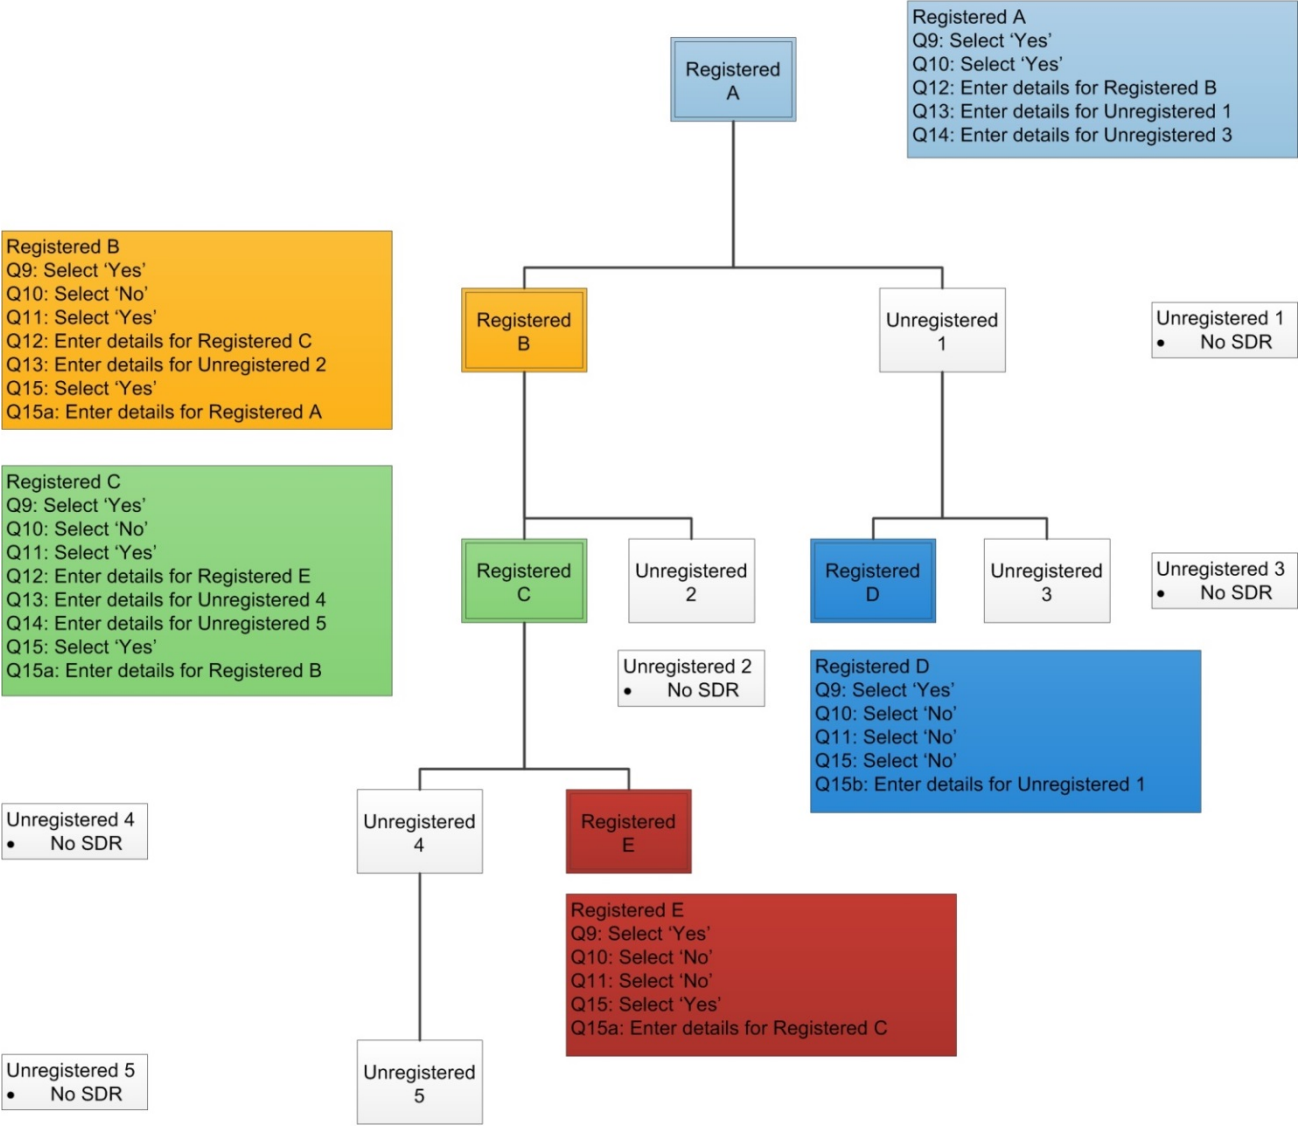 Registered A
Q9: Select ‘Yes’
Q10: Select ‘Yes’
Q12: Enter details for Registered B
Q13: Enter details for Unregistered 1
Q14: Enter details for Unregistered 3
Registered
A
Registered B
Q9: Select ‘Yes’
Q10: Select ‘No’
Q11: Select ‘Yes’
Q12: Enter details for Registered C
Q13: Enter details for Unregistered 2
Q15: Select ‘Yes’
Q15a: Enter details for Registered A
Registered
B
Unregistered
1
Unregistered 1
• No SDR
Registered C
Q9: Select ‘Yes’
Q10: Select ‘No’
Q11: Select ‘Yes’
Q12: Enter details for Registered E
Q13: Enter details for Unregistered 4
Q14: Enter details for Unregistered 5
Q15: Select ‘Yes’
Q15a: Enter details for Registered B
Registered
C
Unregistered
2
Registered
D
Unregistered
3
Unregistered 3
• No SDR
Unregistered 2
• No SDR
Registered D
Q9: Select ‘Yes’
Q10: Select ‘No’
Q11: Select ‘No’
Q15: Select ‘No’
Q15b: Enter details for Unregistered 1
Unregistered 4
• No SDR
Unregistered
4
Registered
E
Registered E
Q9: Select ‘Yes’
Q10: Select ‘No’
Q11: Select ‘No’
Q15: Select ‘Yes’
Q15a: Enter details for Registered C
Unregistered 5
• No SDR
Unregistered
5